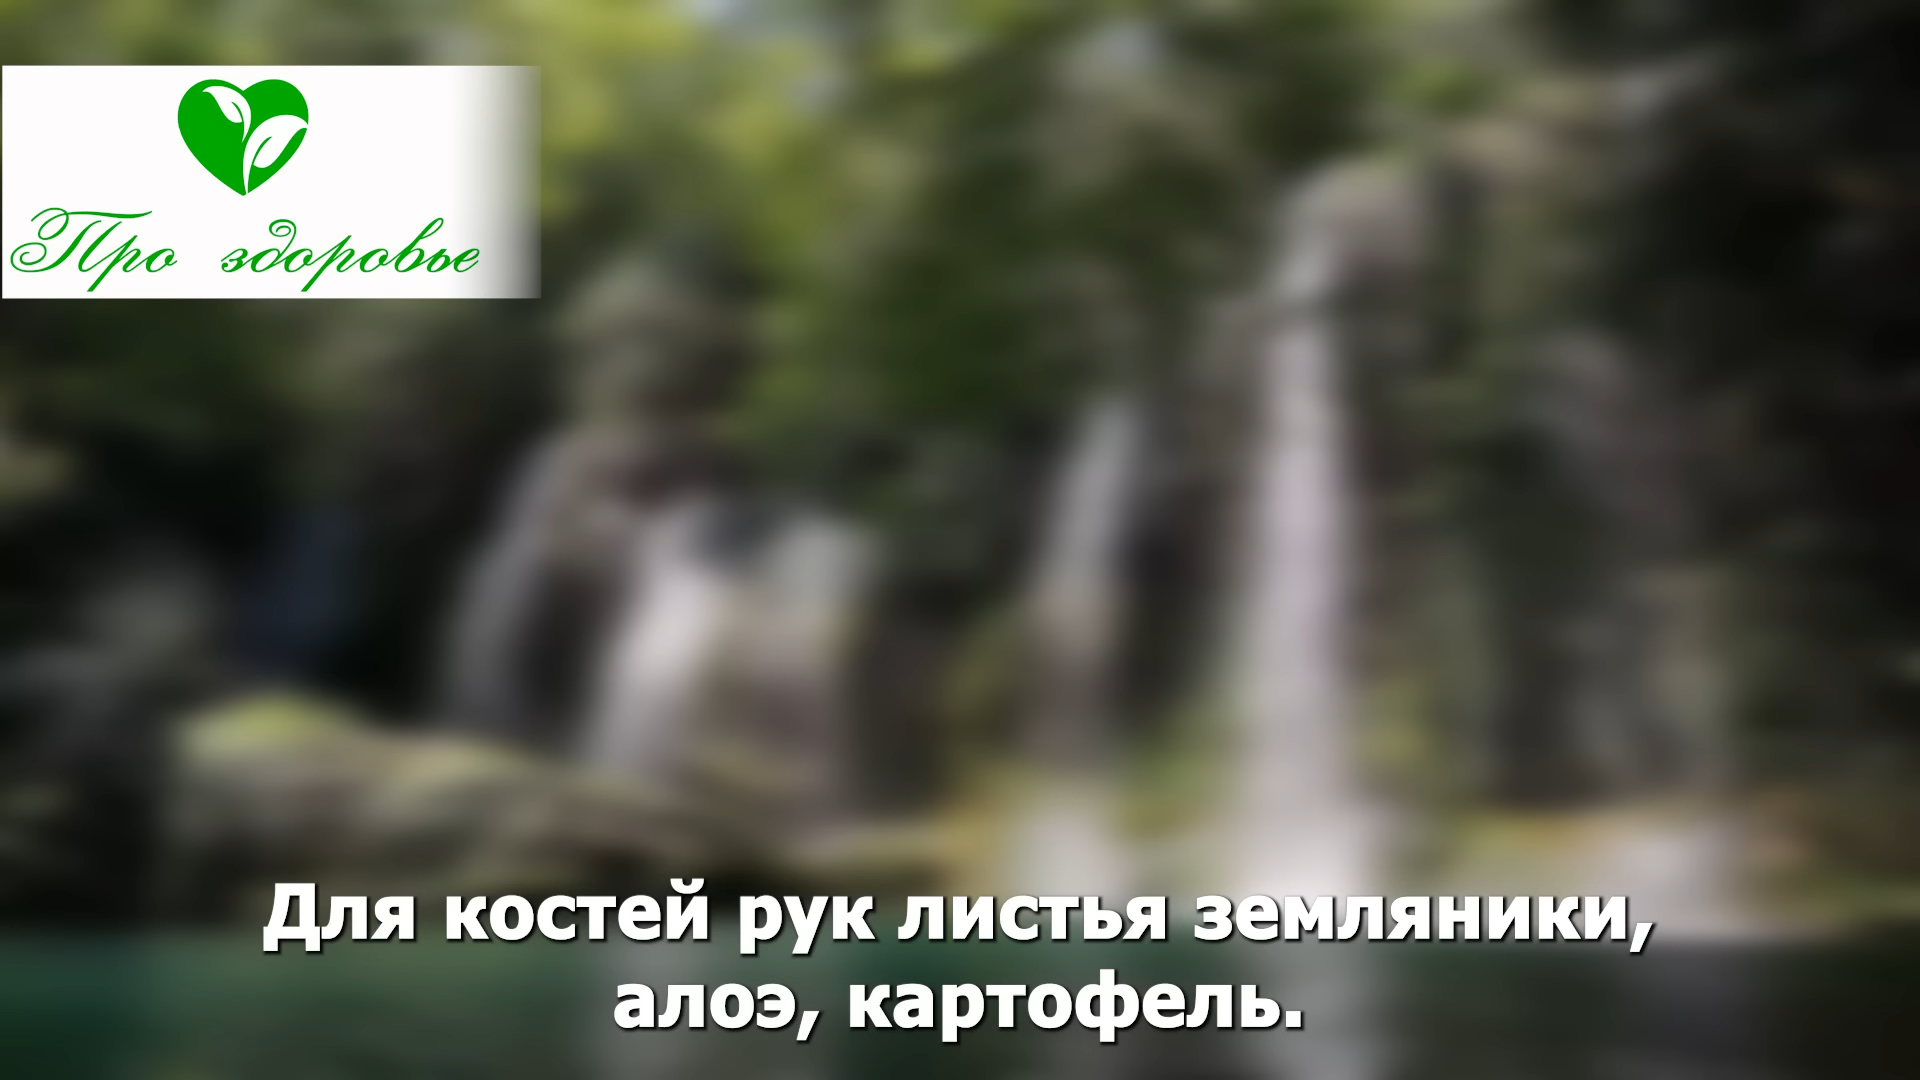 Про здоровье
Для костей рук листья земляники,
алоэ, картофель.